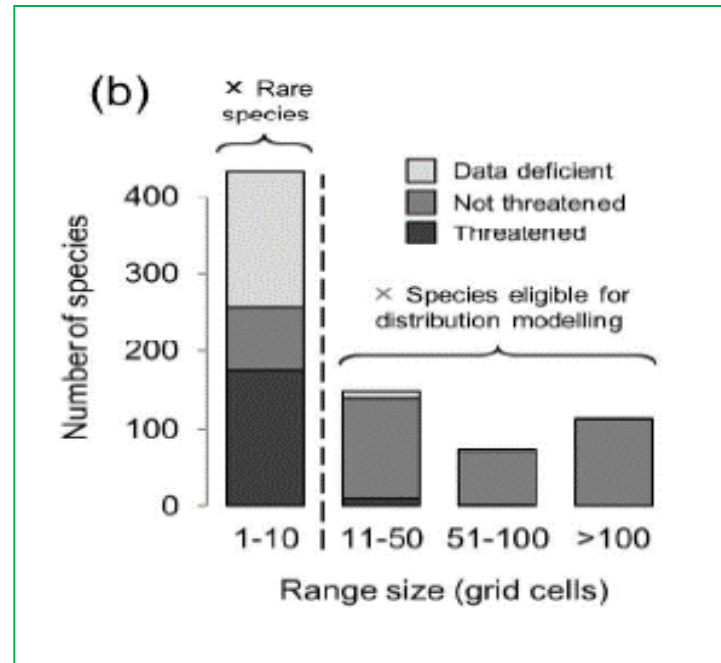 (b)
× Rare
species
Data deficient
Not threatened
Threatened
× Species eligible for
distribution modelling
Number of species
400
300
200
100
0
1-10
11-50
51-100
>100
Range size (grid cells)